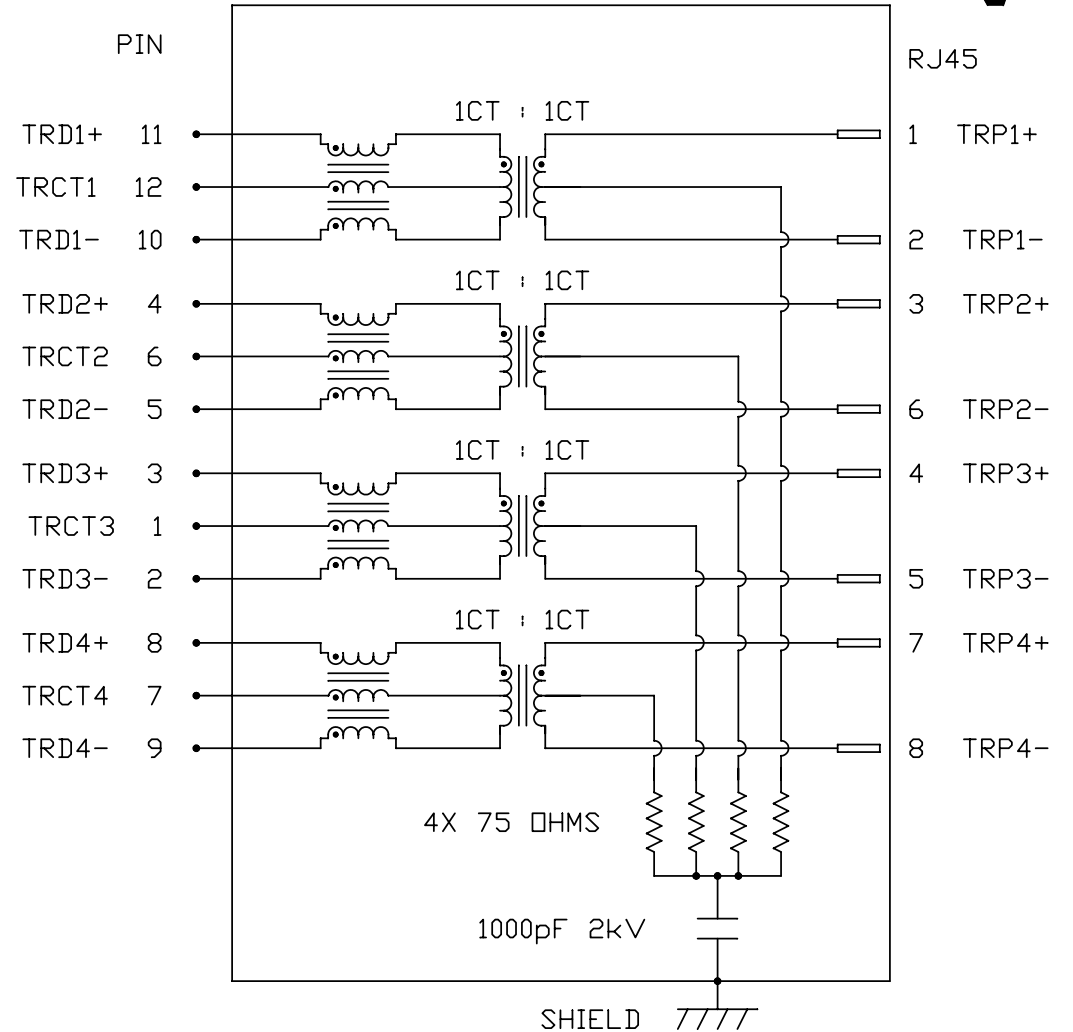 PIN
RJ45
1CT : 1CT
TRD1+ 11
1 TRP1+
TRCT1 12
TRD1- 10
2 TRP1-
1CT : 1CT
TRD2+ 4
3 TRP2+
TRCT2 6
TRD2- 5
6 TRP2-
1CT : 1CT
TRD3+ 3
4 TRP3+
TRCT3 1
TRD3- 2
5 TRP3-
1CT : 1CT
TRD4+ 8
7 TRP4+
TRCT4 7
TRD4- 9
8 TRP4-
4X 75 OHMS
1000pF 2kV
SHIELD